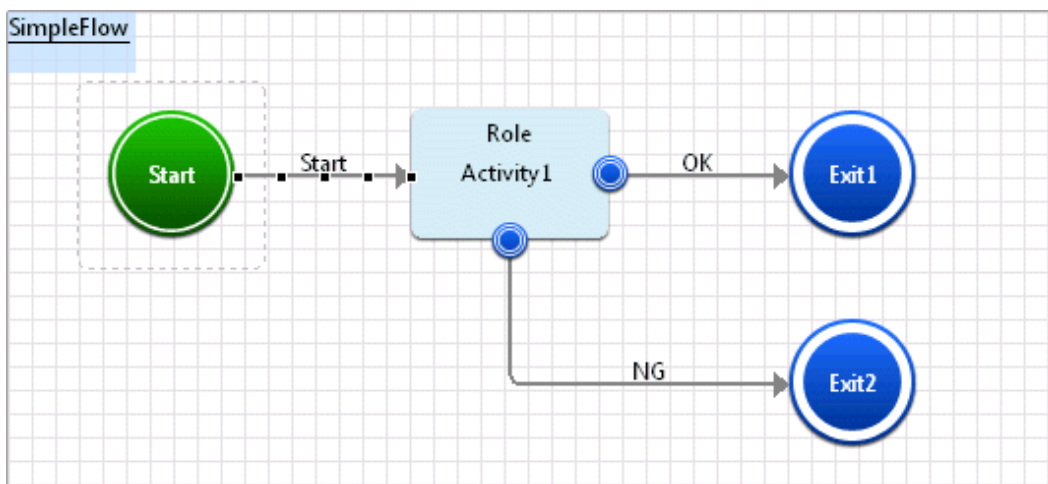 SimpleFlow
Start
Start
Role
Activity1
OK
Exit1
NG
Exit2